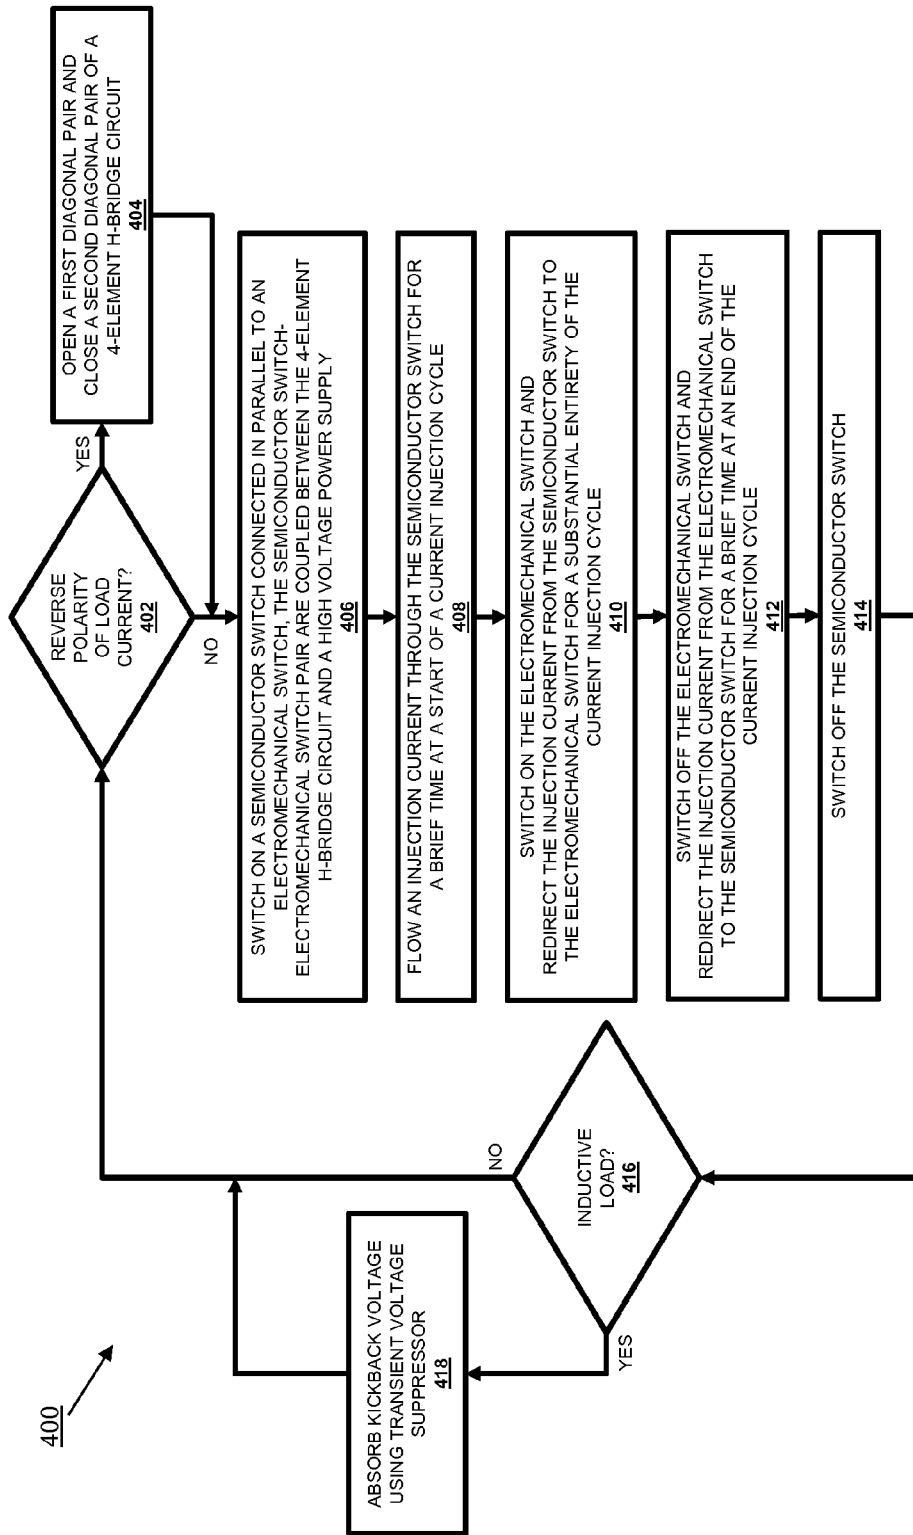 400
REVERSE
POLARITY
OF LOAD
CURRENT?
402
YES
NO
OPEN A FIRST DIAGONAL PAIR AND
CLOSE A SECOND DIAGONAL PAIR OF A
4-ELEMENT H-BRIDGE CIRCUIT
404
SWITCH ON A SEMICONDUCTOR SWITCH CONNECTED IN PARALLEL TO AN
ELECTROMECHANICAL SWITCH, THE SEMICONDUCTOR SWITCH-
ELECTROMECHANICAL SWITCH PAIR ARE COUPLED BETWEEN THE 4-ELEMENT
H-BRIDGE CIRCUIT AND A HIGH VOLTAGE POWER SUPPLY
406
FLOW AN INJECTION CURRENT THROUGH THE SEMICONDUCTOR SWITCH FOR
A BRIEF TIME AT A START OF A CURRENT INJECTION CYCLE
408
SWITCH ON THE ELECTROMECHANICAL SWITCH AND
REDIRECT THE INJECTION CURRENT FROM THE SEMICONDUCTOR SWITCH TO
THE ELECTROMECHANICAL SWITCH FOR A SUBSTANTIAL ENTIRETY OF THE
CURRENT INJECTION CYCLE
410
SWITCH OFF THE ELECTROMECHANICAL SWITCH AND
REDIRECT THE INJECTION CURRENT FROM THE ELECTROMECHANICAL SWITCH
TO THE SEMICONDUCTOR SWITCH FOR A BRIEF TIME AT AN END OF THE
CURRENT INJECTION CYCLE
412
SWITCH OFF THE SEMICONDUCTOR SWITCH
414
INDUCTIVE
LOAD?
416
NO
YES
ABSORB KICKBACK VOLTAGE
USING TRANSIENT VOLTAGE
SUPPRESSOR
418